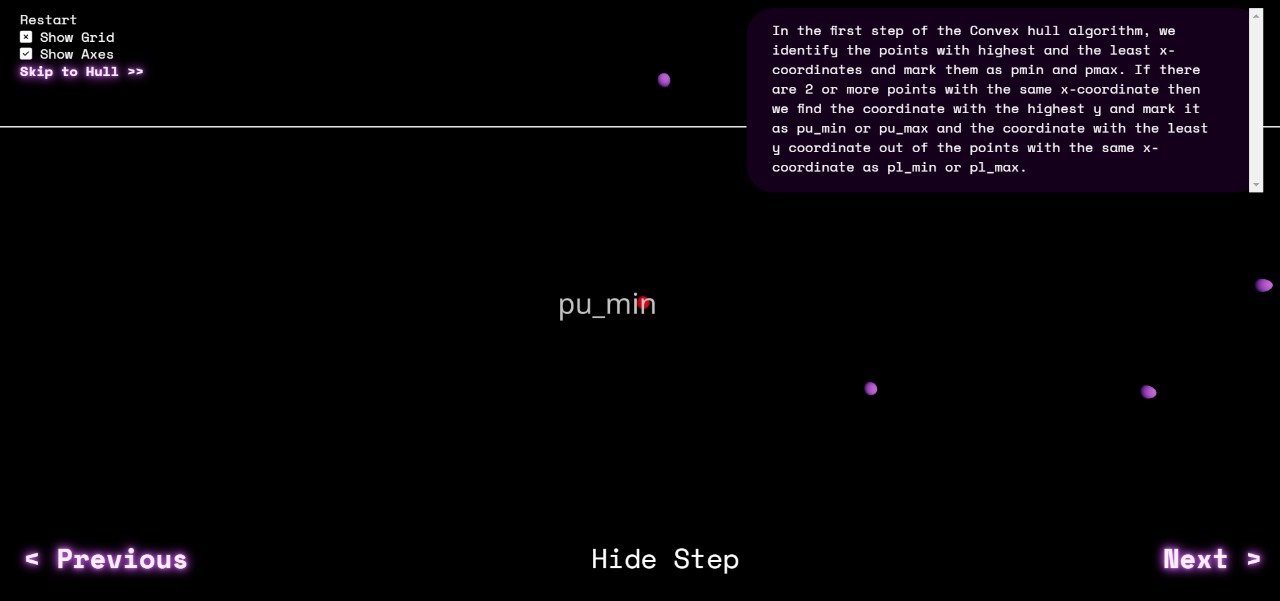 Restart
Show Grid
Show Axes
Skip to Hull >>
In the first step of the Convex hull algorithm, we
identify the points with highest and the least x-
coordinates and mark them as pmin and pmax. If there
are 2 or more points with the same x-coordinate then
we find the coordinate with the highest y and mark it
as pu_min or pu_max and the coordinate with the least
y coordinate out of the points with the same x-
coordinate as pl_min or pl_max.
pu_min
< Previous
Hide Step
Next >